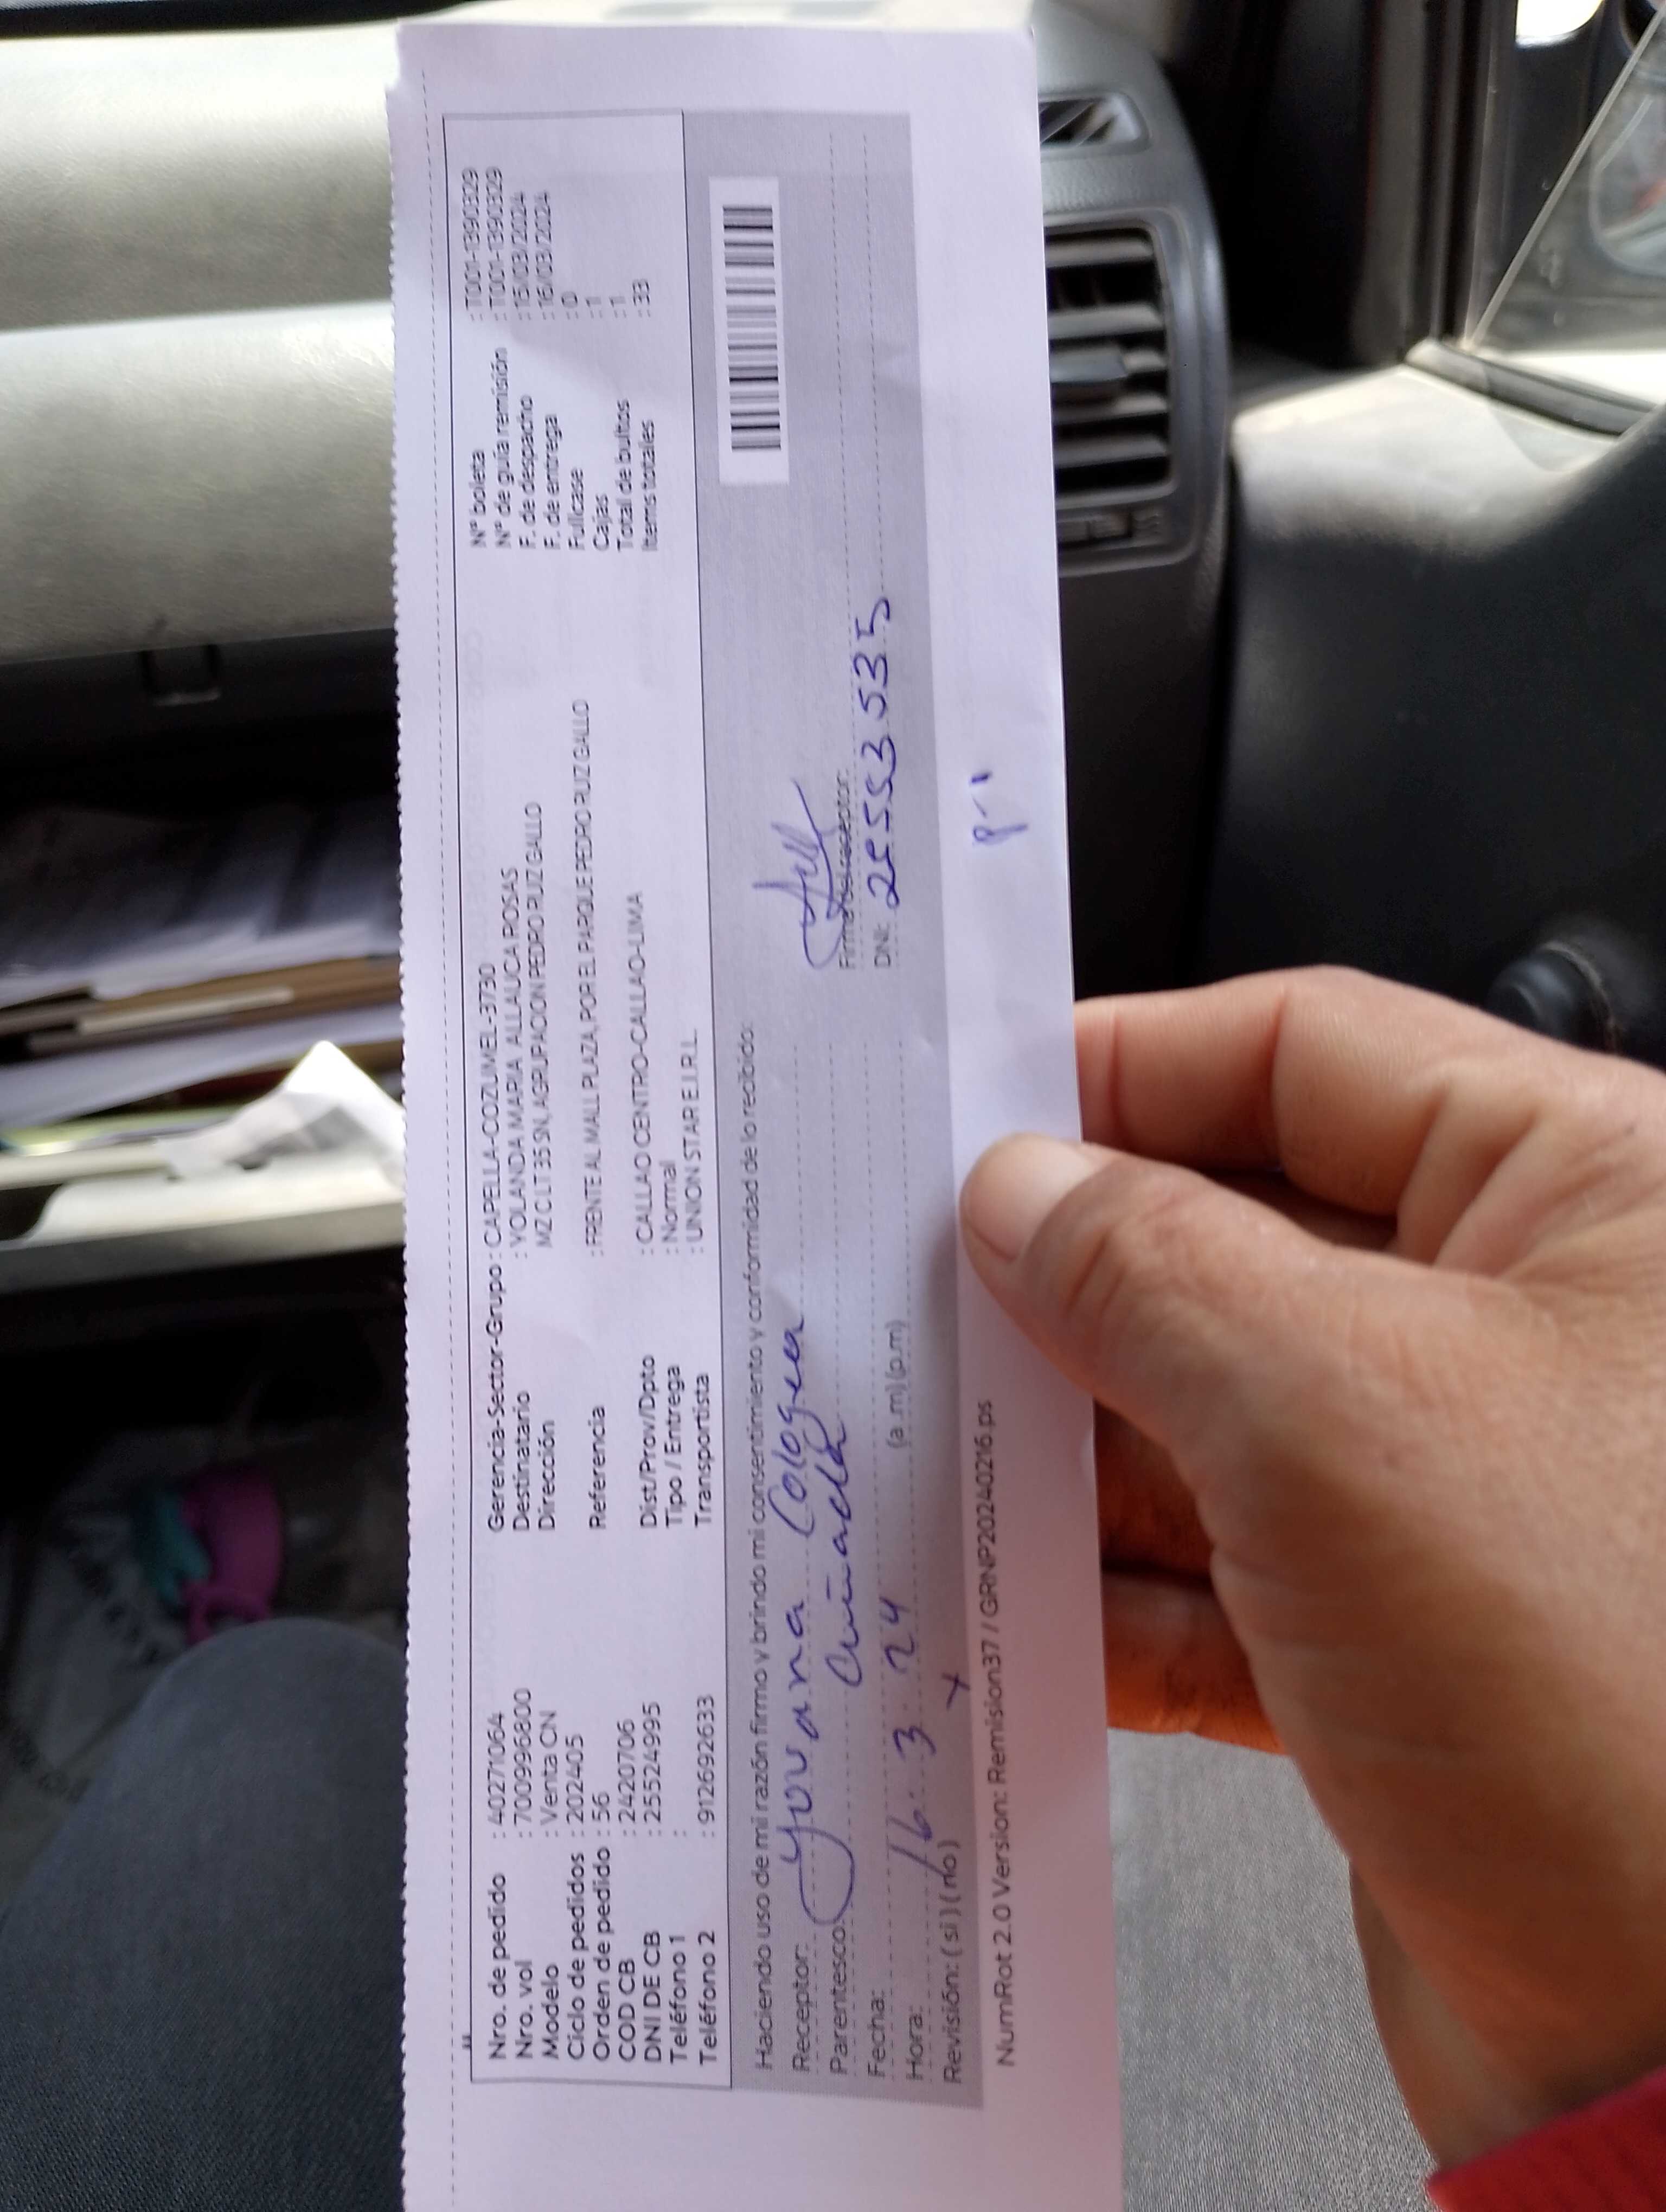 Nro. de pedido : 40271064
Nro. vol : 7009968​00
Modelo : Venta CN
Ciclo de pedidos : 202405
Orden de pedido : 56
COD CB : 2420706
DNI DE CB : 25524995
Teléfono 1 :
Teléfono 2 : 912692633
Gerencia-Sector-Grupo : CAPELLA-COZUMEL-3730
Destinatario : YOLANDA MARIA ALLAUCA ROSAS
Dirección MZ C LT 35 SN, AGRUPACION PEDRO RUIZ GALLO
Referencia : FRENTE AL MALL PLAZA, POR EL PARQUE PEDRO RUIZ GALLO
Dist/Prov/Dpto : CALLAO CENTRO-CALLAO-LIMA
Tipo / Entrega : Normal
Transportista : UNION STAR E.I.R.L.
N° boleta : T001-1390329
N° de guía remisión : T001-1390329
F. de despacho : 15/03/2024
F. de entrega : 16/03/2024
Fullcase : 0
Cajas : 1
Total de bultos : 1
Items totales : 33
Haciendo uso de mi razón firmo y brindo mi consentimiento y conformidad de lo recibido:
Receptor: Yovana
Parentesco: Cuñada
Fecha: 16. 3. 24
Hora: (a.m) (p.m)
Revisión: ( si ) ( no ) x
Firma del receptor:
DNI: 25553535
NumRot 2.0 Version: Remision37 / GRNP20240216.ps